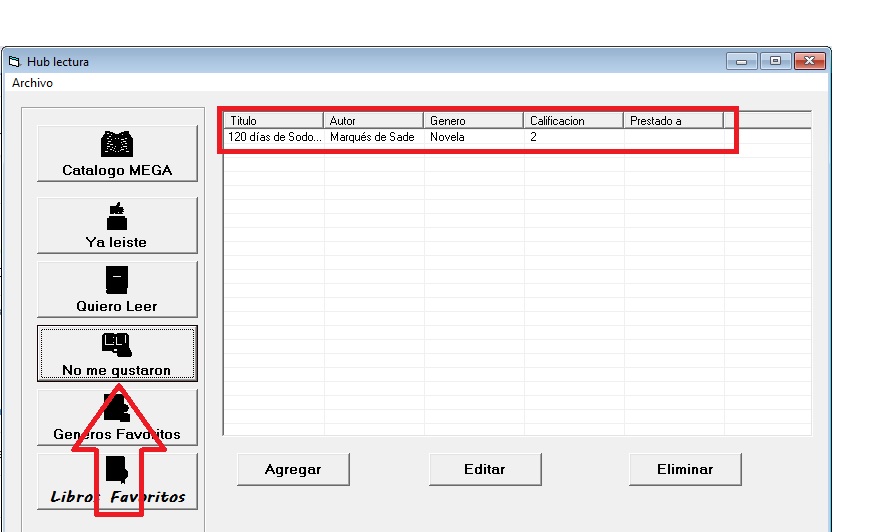 Hub lectura
Archivo
Catalogo MEGA
Ya leiste
Quiero Leer
No me gustaron
Generos Favoritos
Libros Favoritos
Titulo Autor Genero Calificacion Prestado a
120 días de Sodo... Marqués de Sade Novela 2
Agregar Editar Eliminar